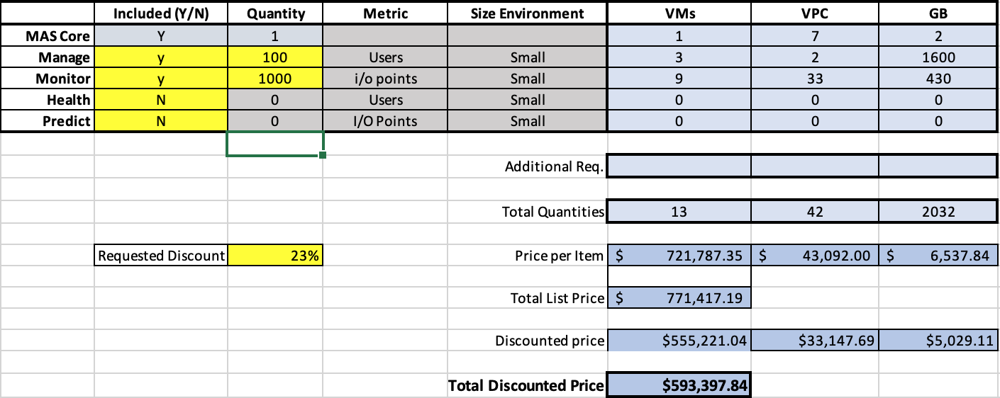 Included (Y/N) Quantity Metric Size Environment VMs VPC GB
MAS Core Y 1 1 7 2
Manage y 100 Users Small 3 2 1600
Monitor y 1000 i/o points Small 9 33 430
Health N 0 Users Small 0 0 0
Predict N 0 I/O Points Small 0 0 0
Additional Req.
Total Quantities 13 42 2032
Requested Discount 23% Price per Item $ 721,787.35 $ 43,092.00 $ 6,537.84
Total List Price $ 771,417.19
Discounted price $555,221.04 $33,147.69 $5,029.11
Total Discounted Price $593,397.84